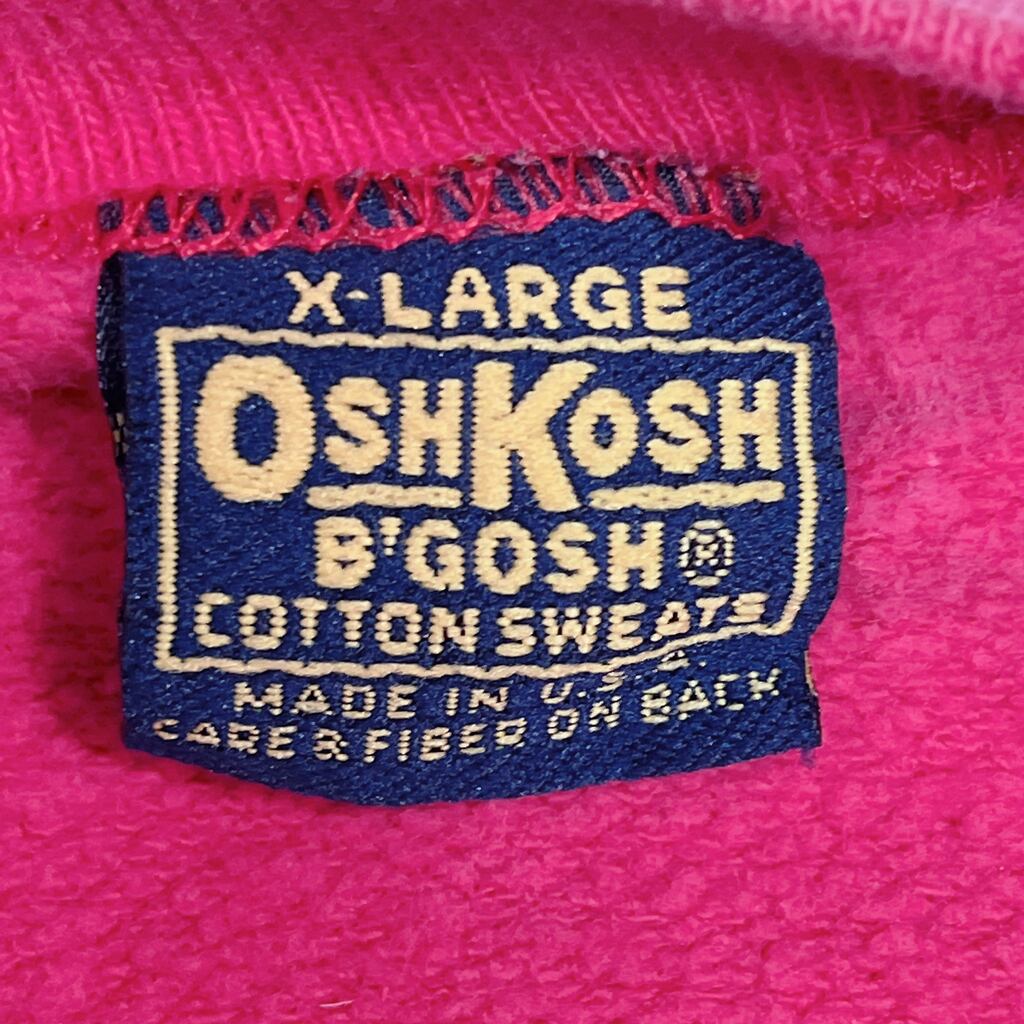 X-LARGE
OSHKOSH
B'GOSH ®
COTTON SWEATS
MADE IN U.S.A.
CARE & FIBER ON BACK